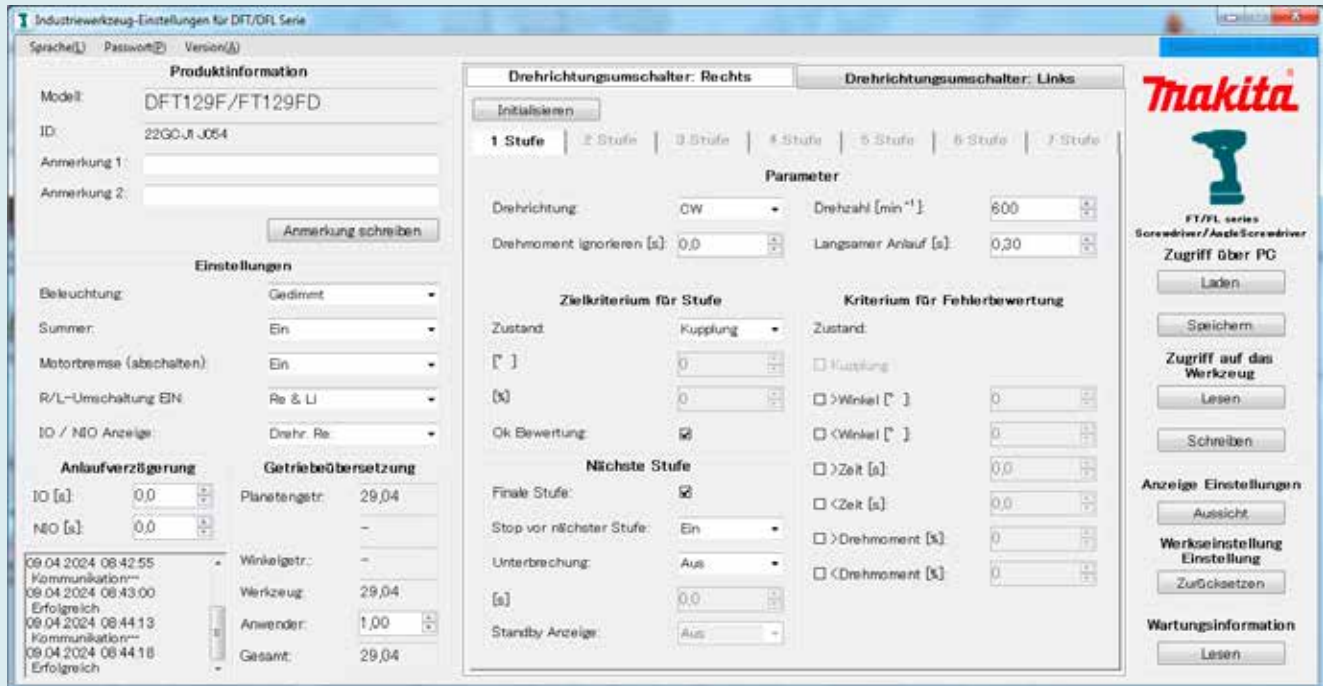 Industriewerkzeug-Einstellungen für DFT/DFL Serie
Sprache(L) Passwort(P) Version(A)
Produktinformation
Modell: DFT129F/FT129FD
ID: 22GC-J1-J054
Anmerkung 1:
Anmerkung 2:
Anmerkung schreiben
Einstellungen
Beleuchtung: Gedimmt
Summer: Ein
Motorbremse (abschalten): Ein
R/L-Umschaltung EIN: Re & Li
IO / NIO Anzeige: Drehr. Re.
Anlaufverzögerung
IO [s]: 0,0
NIO [s]: 0,0
09.04.2024 08:42:55
Kommunikation---
09.04.2024 08:43:00
Erfolgreich
09.04.2024 08:44:13
Kommunikation---
09.04.2024 08:44:18
Erfolgreich
Getriebeübersetzung
Planetengetr.: 29,04
-
Winkelgetr.: -
Werkzeug: 29,04
Anwender: 1,00
Gesamt: 29,04
Drehrichtungsumschalter: Rechts
Drehrichtungsumschalter: Links
Initialisieren
1 Stufe 2 Stufe 3 Stufe 4 Stufe 5 Stufe 6 Stufe 7 Stufe
Parameter
Drehrichtung: CW
Drehzahl [min⁻¹]: 600
Drehmoment ignorieren [s]: 0,0
Langsamer Anlauf [s]: 0,30
Zielkriterium für Stufe
Zustand: Kupplung
[° ] 0
[%] 0
Ok Bewertung:
Nächste Stufe
Finale Stufe:
Stop vor nächster Stufe: Ein
Unterbrechung: Aus
[s] 0,0
Standby Anzeige: Aus
Kriterium für Fehlerbewertung
Zustand:
Kupplung
>Winkel [° ]: 0
<Winkel [° ]: 0
>Zeit [s]: 0,0
<Zeit [s]: 0,0
>Drehmoment [%]: 0
<Drehmoment [%]: 0
makita
FT/FL series
Screwdriver/AngleScrewdriver
Zugriff über PC
Laden
Speichern
Zugriff auf das
Werkzeug
Lesen
Schreiben
Anzeige Einstellungen
Aussicht
Werkseinstellung
Einstellung
Zurücksetzen
Wartungsinformation
Lesen